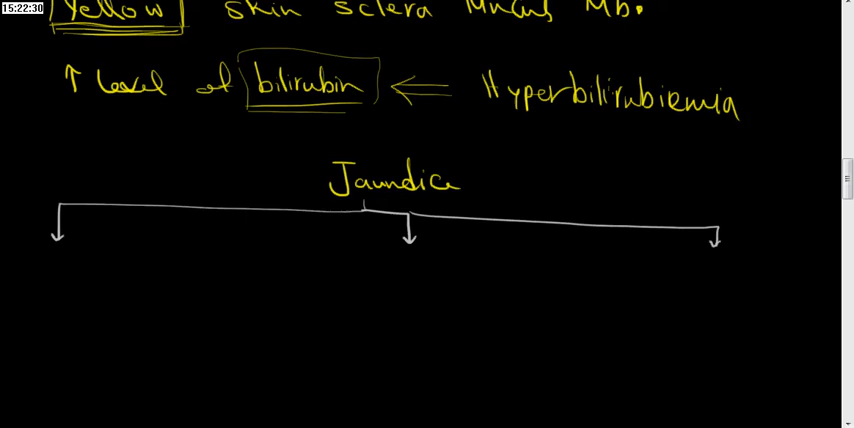 15:22:30
Yellow skin sclera Mucus Mb.
↑ level of bilirubin ⇐ Hyperbilirubiemia
Jaundice